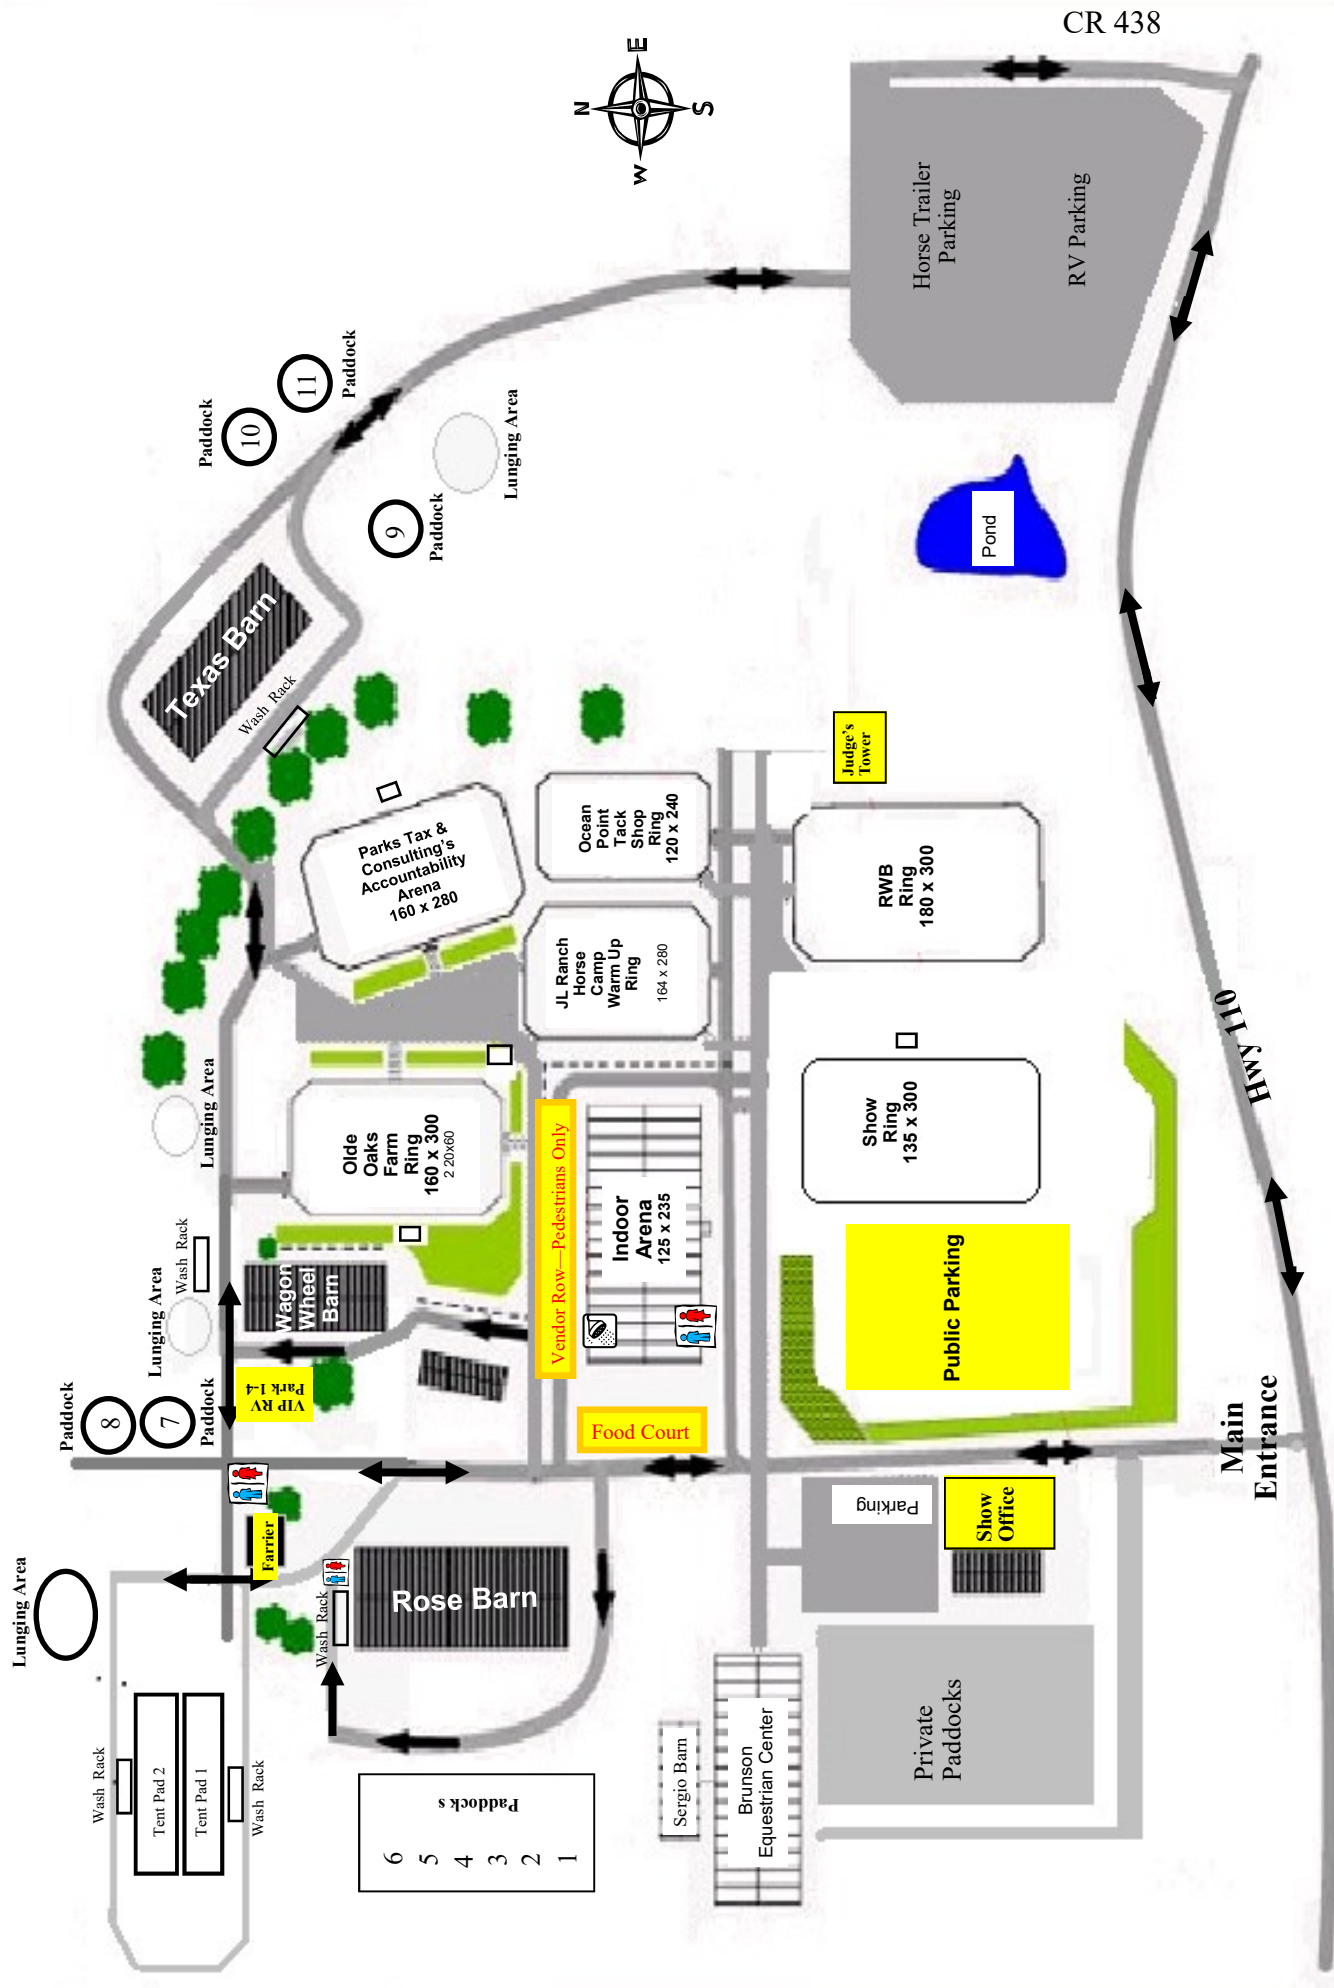 CR 438
E
N
S
W
Horse Trailer
Parking
RV Parking
Paddock
11
Paddock
10
Lunging Area
Paddock
9
Pond
Texas Barn
Wash Rack
Judge's
Tower
Parks Tax &
Consulting's
Accountability
Arena
160 x 280
Ocean
Point
Tack
Shop
Ring
120 x 240
RWB
Ring
180 x 300
JL Ranch
Horse
Camp
Warm Up
Ring
164 x 280
Hwy 110
Lunging Area
Olde
Oaks
Farm
Ring
160 x 300
2 20x60
Vendor Row—Pedestrians Only
Indoor
Arena
125 x 235
Show
Ring
135 x 300
Wash Rack
Lunging Area
Wagon
Wheel
Barn
Public Parking
VIP RV
Park 1-4
Paddock
8
7
Paddock
Food Court
Main
Entrance
Farrier
Parking
Show
Office
Lunging Area
Wash Rack
Rose Barn
Wash Rack
Tent Pad 2
Tent Pad 1
Wash Rack
Paddock s
6
5
4
3
2
1
Sergio Barn
Brunson
Equestrian Center
Private
Paddocks